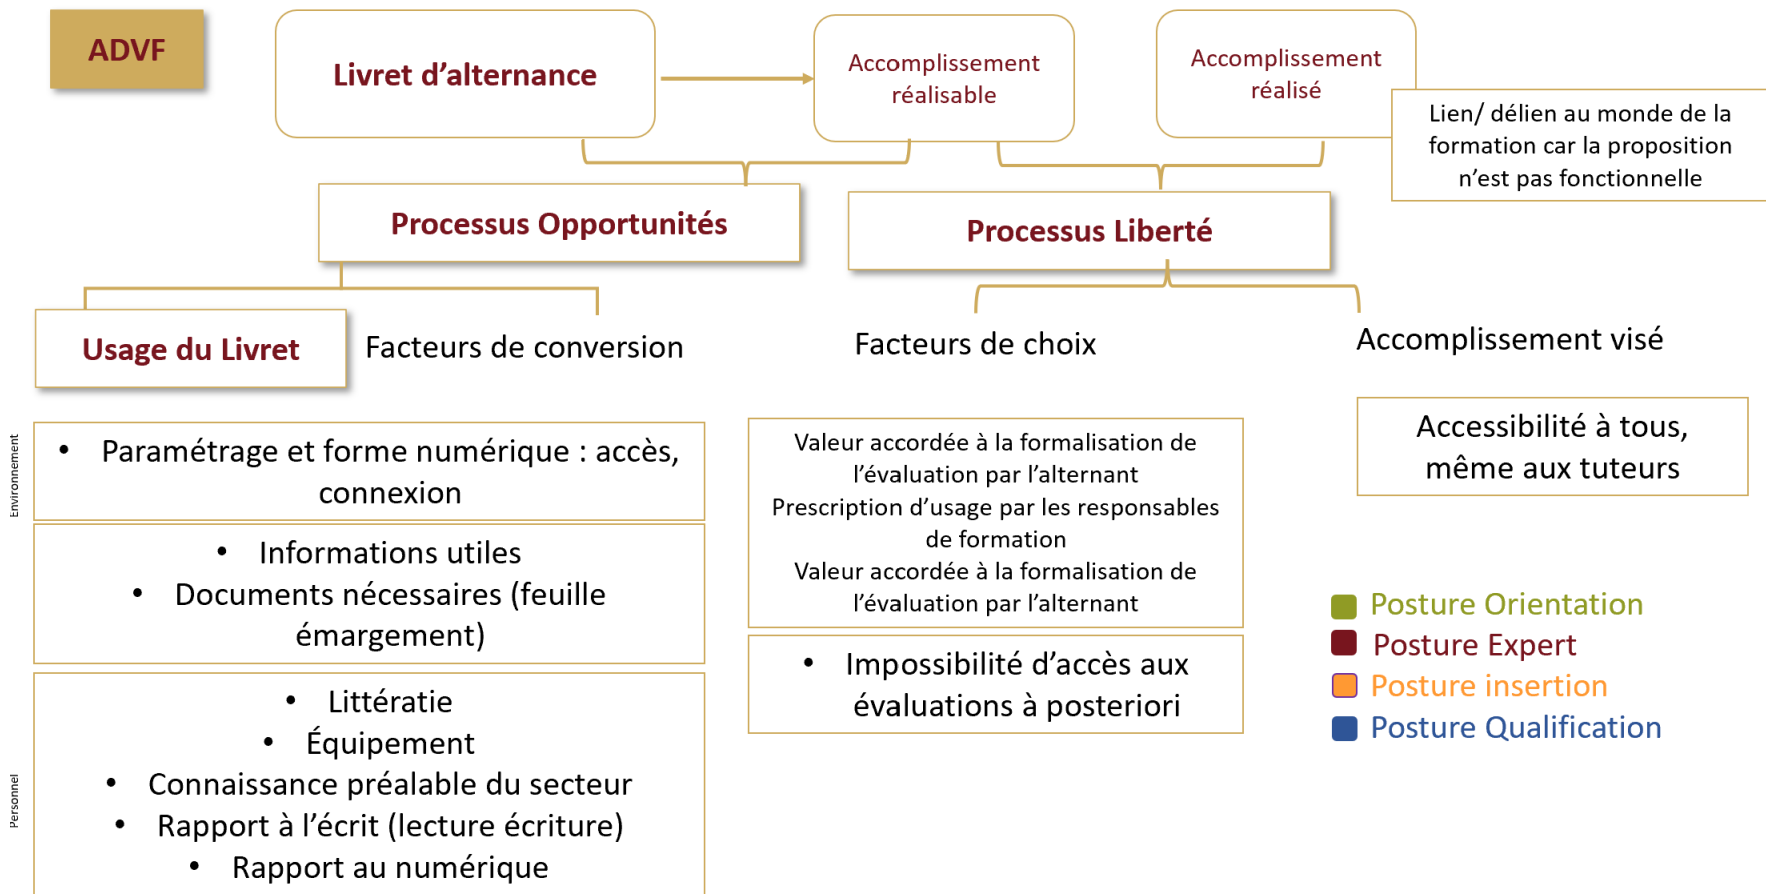 ADVF
Livret d’alternance
Accomplissement
réalisable
Accomplissement
réalisé
Lien/ délien au monde de la
formation car la proposition
n’est pas fonctionnelle
Processus Opportunités
Processus Liberté
Usage du Livret
Facteurs de conversion
Facteurs de choix
Accomplissement visé
Environnement
• Paramétrage et forme numérique : accès,
connexion
• Informations utiles
• Documents nécessaires (feuille
émargement)
Personnel
• Littératie
• Équipement
• Connaissance préalable du secteur
• Rapport à l’écrit (lecture écriture)
• Rapport au numérique
Valeur accordée à la formalisation de
l’évaluation par l’alternant
Prescription d’usage par les responsables
de formation
Valeur accordée à la formalisation de
l’évaluation par l’alternant
• Impossibilité d’accès aux
évaluations à posteriori
Accessibilité à tous,
même aux tuteurs
Posture Orientation
Posture Expert
Posture insertion
Posture Qualification